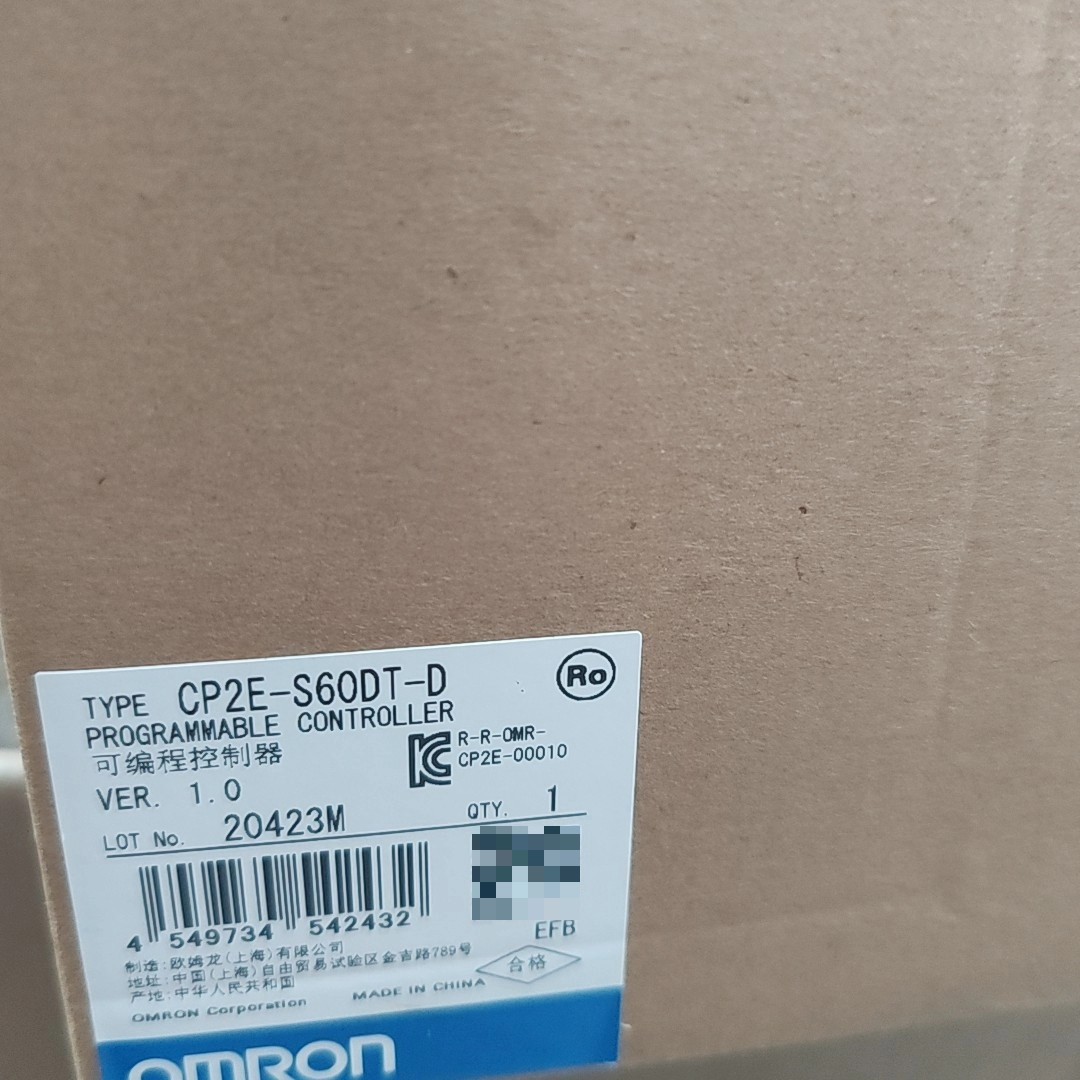 TYPE CP2E-S60DT-D
Ro
PROGRAMMABLE CONTROLLER
可编程控制器
R-R-OMR-
CP2E-00010
VER. 1.0
LOT No. 20423M
QTY. 1
4 549734 542432
EFB
制造:欧姆龙(上海)有限公司
地址:中国(上海)自由贸易试验区金吉路789号
产地:中华人民共和国
合格
OMRON Corporation MADE IN CHINA
OMRON